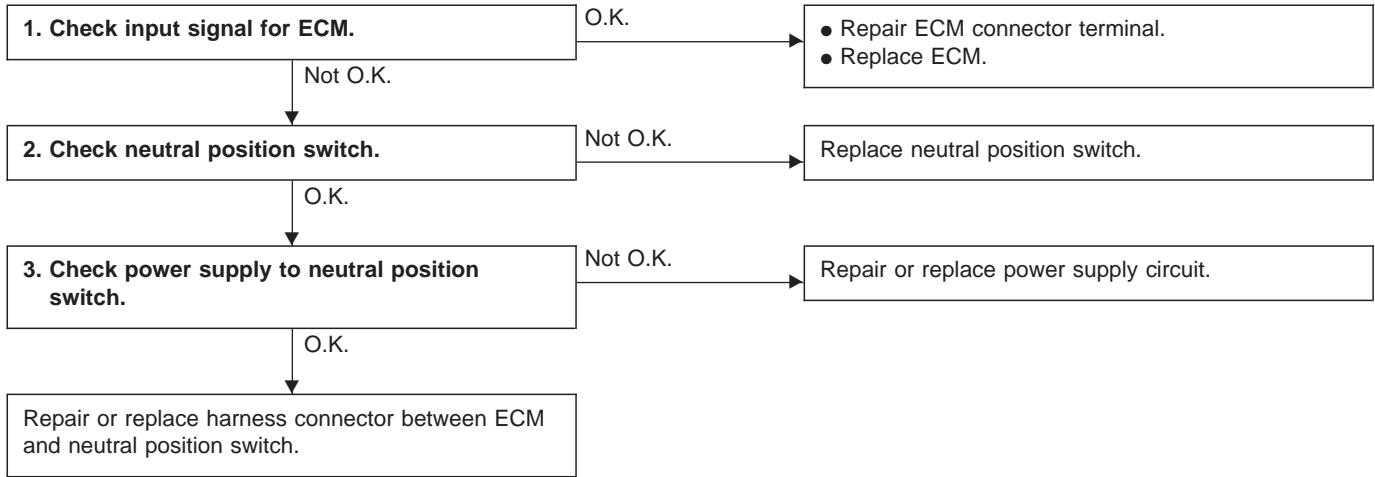 1. Check input signal for ECM.
O.K.
● Repair ECM connector terminal.
● Replace ECM.
Not O.K.
2. Check neutral position switch.
Not O.K.
Replace neutral position switch.
O.K.
3. Check power supply to neutral position
switch.
Not O.K.
Repair or replace power supply circuit.
O.K.
Repair or replace harness connector between ECM
and neutral position switch.